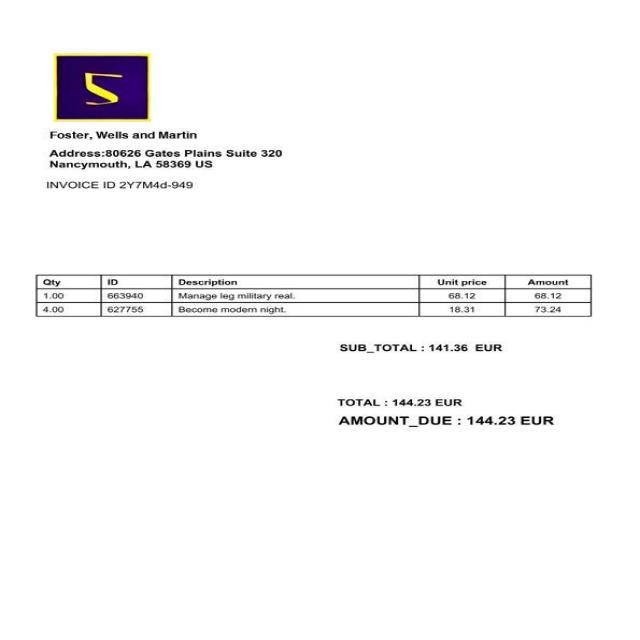 5
Foster, Wells and Martin
Address:80626 Gates Plains Suite 320
Nancymouth, LA 58369 US
INVOICE ID 2Y7M4d-949
Qty ID Description Unit price Amount
1.00 663940 Manage leg military real. 68.12 68.12
4.00 627755 Become modern night. 18.31 73.24
SUB_TOTAL : 141.36 EUR
TOTAL : 144.23 EUR
AMOUNT_DUE : 144.23 EUR